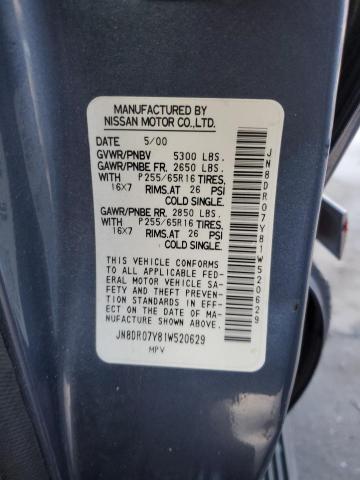 MANUFACTURED BY
NISSAN MOTOR CO.,LTD.
DATE 5/00
GVWR/PNBV 5300 LBS.
GAWR/PNBE FR. 2650 LBS.
WITH P255/65R16 TIRES,
16X7 RIMS,AT 26 PSI
COLD SINGLE.
GAWR/PNBE RR. 2850 LBS.
WITH P255/65R16 TIRES,
16X7 RIMS,AT 26 PSI
COLD SINGLE.
THIS VEHICLE CONFORMS
TO ALL APPLICABLE FED-
ERAL MOTOR VEHICLE SA-
FETY AND THEFT PREVEN-
TION STANDARDS IN EFF-
ECT ON THE DATE OF MA-
NUFACTURE SHOWN ABOVE.
JN8DR07Y81W520629
MPV
JN8DR07Y81W520629